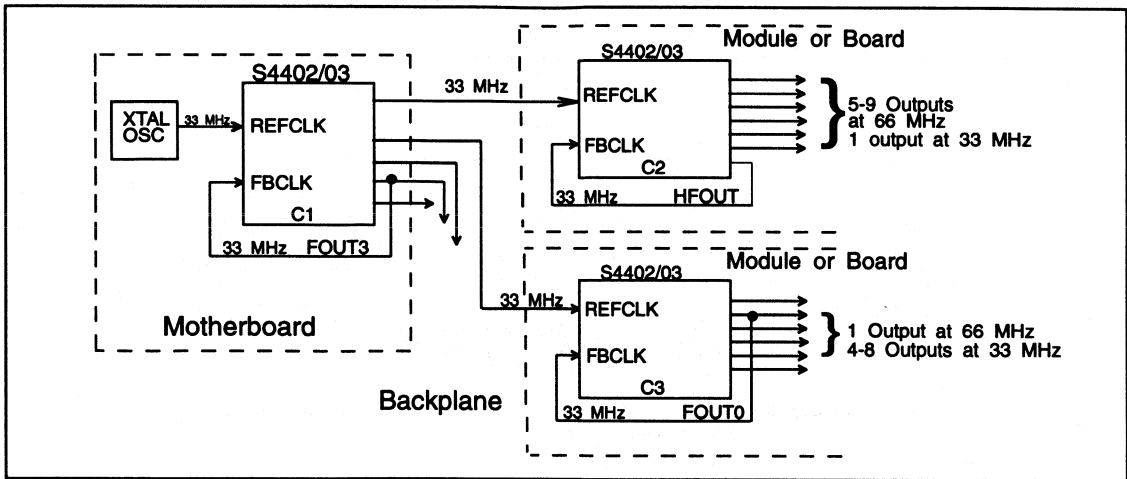 S4402/03
XTAL
OSC
33 MHz
REFCLK
FBCLK
C1
33 MHz FOUT3
Motherboard
33 MHz
Module or Board
S4402/03
REFCLK
FBCLK
C2
33 MHz HFOUT
5-9 Outputs
at 66 MHz
1 output at 33 MHz
Module or Board
S4402/03
33 MHz
REFCLK
FBCLK
C3
33 MHz FOUT0
1 Output at 66 MHz
4-8 Outputs at 33 MHz
Backplane